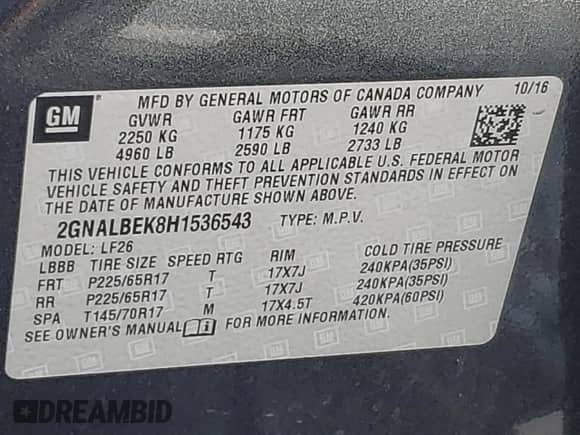 GM
MFD BY GENERAL MOTORS OF CANADA COMPANY 10/16
GVWR GAWR FRT GAWR RR
2250 KG 1175 KG 1240 KG
4960 LB 2590 LB 2733 LB
THIS VEHICLE CONFORMS TO ALL APPLICABLE U.S. FEDERAL MOTOR
VEHICLE SAFETY AND THEFT PREVENTION STANDARDS IN EFFECT ON
THE DATE OF MANUFACTURE SHOWN ABOVE.
2GNALBEK8H1536543 TYPE: M.P.V.
MODEL: LF26
LBBB TIRE SIZE SPEED RTG RIM COLD TIRE PRESSURE
FRT P225/65R17 T 17X7J 240KPA(35PSI)
RR P225/65R17 T 17X7J 240KPA(35PSI)
SPA T145/70R17 M 17X4.5T 420KPA(60PSI)
SEE OWNER'S MANUAL FOR MORE INFORMATION.
DREAMBID